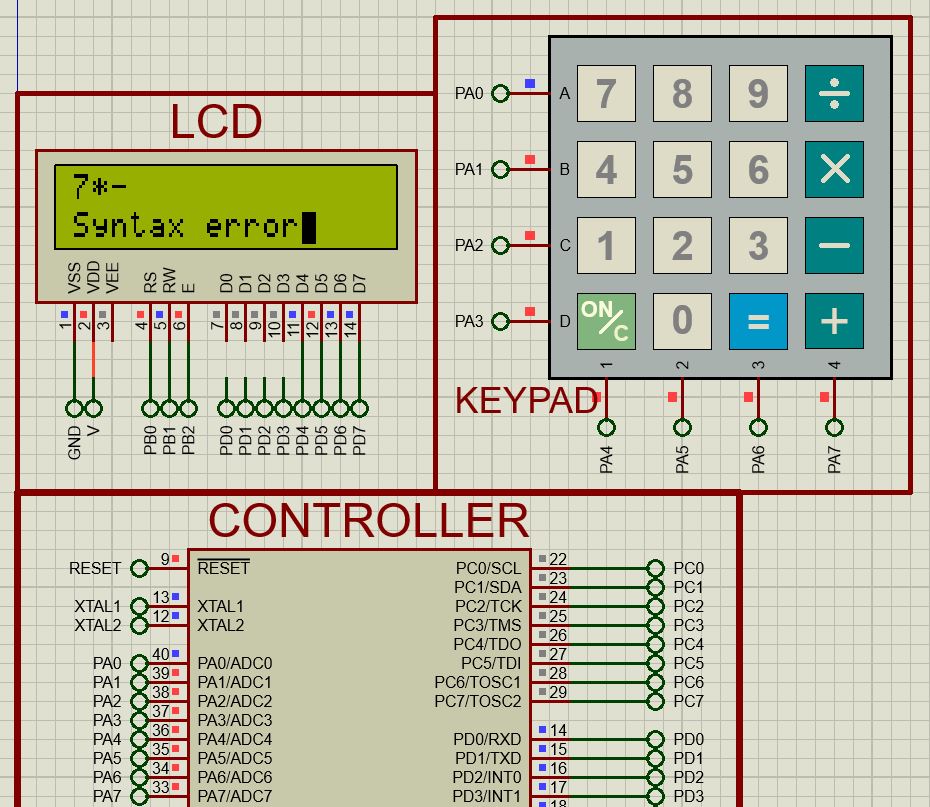 LCD
7*-
Syntax error
VSS VDD VEE RS RW E D0 D1 D2 D3 D4 D5 D6 D7
1 2 3 4 5 6 7 8 9 10 11 12 13 14
GND V PB0 PB1 PB2 PD0 PD1 PD2 PD3 PD4 PD5 PD6 PD7
PA0 A 7 8 9 ÷
PA1 B 4 5 6 ×
PA2 C 1 2 3 −
PA3 D ON/C 0 = +
1 2 3 4
KEYPAD
PA4 PA5 PA6 PA7
CONTROLLER
RESET 9 RESET
XTAL1 13 XTAL1
XTAL2 12 XTAL2
PA0 40 PA0/ADC0
PA1 39 PA1/ADC1
PA2 38 PA2/ADC2
PA3 37 PA3/ADC3
PA4 36 PA4/ADC4
PA5 35 PA5/ADC5
PA6 34 PA6/ADC6
PA7 33 PA7/ADC7
PC0/SCL 22 PC0
PC1/SDA 23 PC1
PC2/TCK 24 PC2
PC3/TMS 25 PC3
PC4/TDO 26 PC4
PC5/TDI 27 PC5
PC6/TOSC1 28 PC6
PC7/TOSC2 29 PC7
PD0/RXD 14 PD0
PD1/TXD 15 PD1
PD2/INT0 16 PD2
PD3/INT1 17 PD3
18